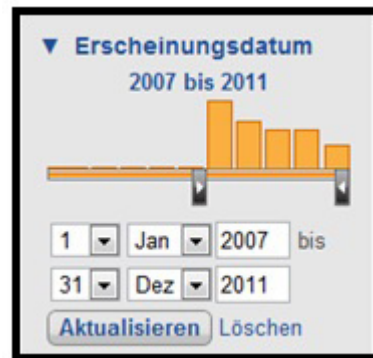 Erscheinungsdatum
2007 bis 2011
1 Jan 2007 bis
31 Dez 2011
Aktualisieren Löschen